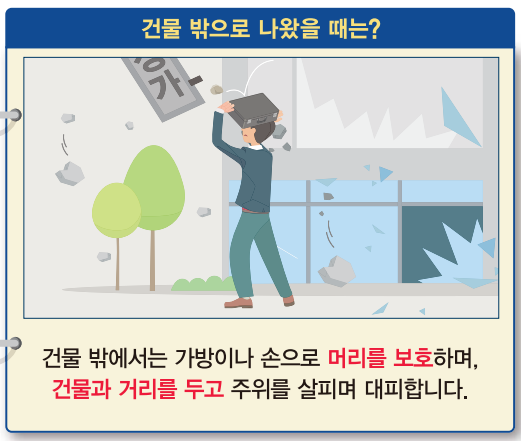 건물 밖으로 나왔을 때는?
상가
건물 밖에서는 가방이나 손으로 머리를 보호하며,
건물과 거리를 두고 주위를 살피며 대피합니다.